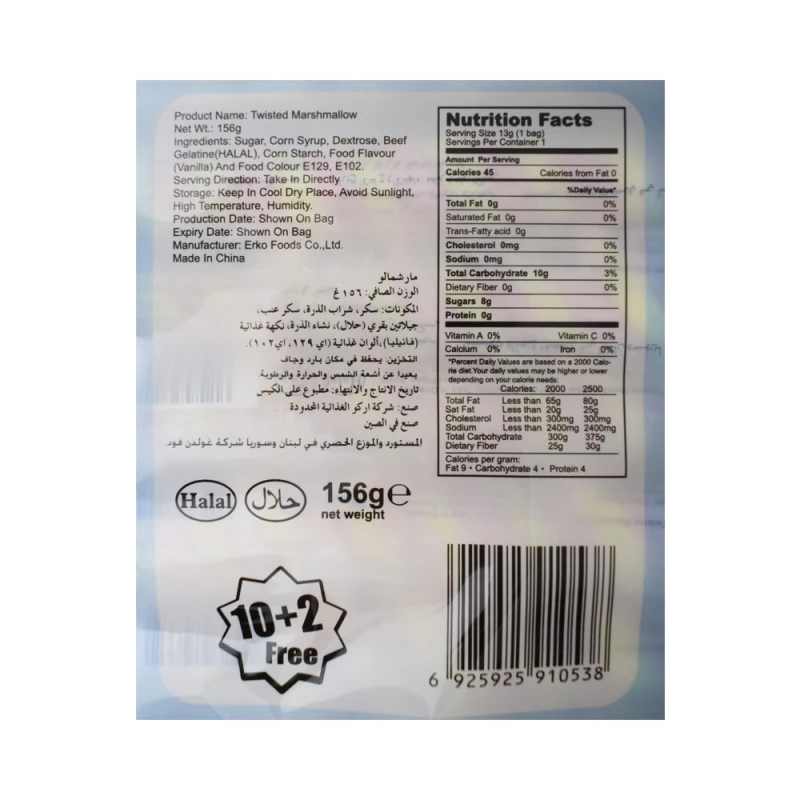 Product Name: Twisted Marshmallow
Net Wt.: 156g
Ingredients: Sugar, Corn Syrup, Dextrose, Beef
Gelatine(HALAL), Corn Starch, Food Flavour
(Vanilla) And Food Colour E129, E102.
Serving Direction: Take In Directly
Storage: Keep In Cool Dry Place, Avoid Sunlight,
High Temperature, Humidity.
Production Date: Shown On Bag
Expiry Date: Shown On Bag
Manufacturer: Erko Foods Co.,Ltd.
Made In China
مارشمالو
الوزن الصافي: ١٥٦ غ
المكونات: سكر، شراب الذرة، سكر عنب،
جيلاتين بقري (حلال)، نشاء الذرة، نكهة غذائية
(فانيليا)، ألوان غذائية (اي ١٢٩، اي ١٠٢).
التخزين: يحفظ في مكان بارد وجاف
بعيدا عن أشعة الشمس والحرارة والرطوبة.
تاريخ الانتاج والانتهاء: مطبوع على الكيس
صنع: شركة اركو الغذائية المحدودة
صنع في الصين
المستورد والموزع الحصري في لبنان وسوريا شركة غولدن فود.
Halal
حلال
156g e
net weight
10+2
Free
Nutrition Facts
Serving Size 13g (1 bag)
Servings Per Container 1
Amount Per Serving
Calories 45 Calories from Fat 0
%Daily Value*
Total Fat 0g 0%
Saturated Fat 0g 0%
Trans-Fatty acid 0g
Cholesterol 0mg 0%
Sodium 0mg 0%
Total Carbohydrate 10g 3%
Dietary Fiber 0g 0%
Sugars 8g
Protein 0g
Vitamin A 0% Vitamin C 0%
Calcium 0% Iron 0%
*Percent Daily Values are based on a 2000 Calo-
rie diet.Your daily values may be higher or lower
depending on your calorie needs:
Calories: 2000 2500
Total Fat Less than 65g 80g
Sat Fat Less than 20g 25g
Cholesterol Less than 300mg 300mg
Sodium Less than 2400mg 2400mg
Total Carbohydrate 300g 375g
Dietary Fiber 25g 30g
Calories per gram:
Fat 9 • Carbohydrate 4 • Protein 4
6 925925 910538